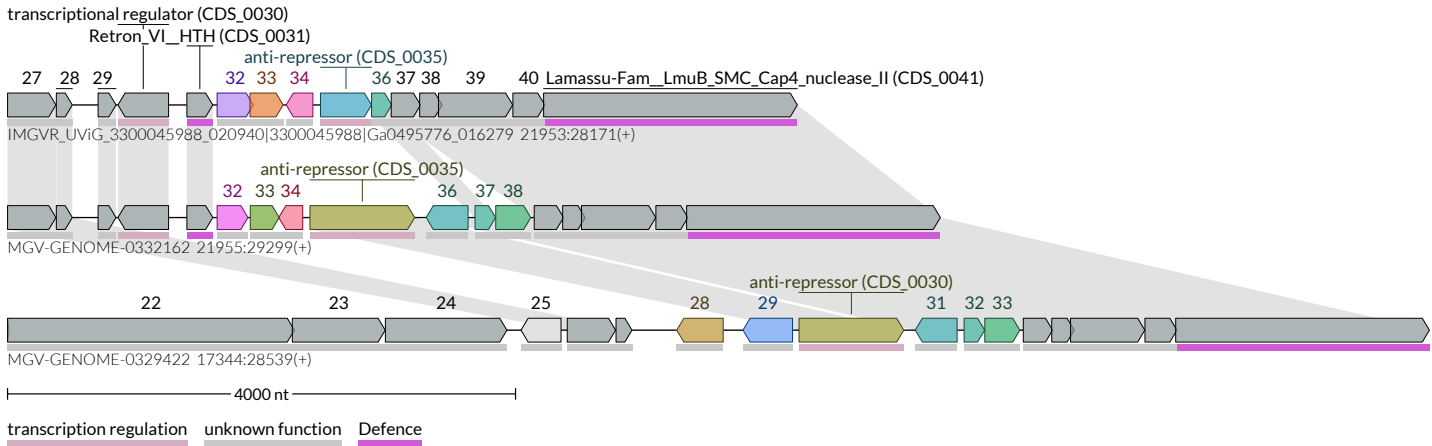 transcriptional regulator (CDS_0030)
Retron_VI__HTH (CDS_0031)
anti-repressor (CDS_0035)
27 28 29 32 33 34 36 37 38 39 40 Lamassu-Fam__LmuB_SMC_Cap4_nuclease_II (CDS_0041)
IMGVR_UViG_3300045988_020940|3300045988|Ga0495776_016279 21953:28171(+)
anti-repressor (CDS_0035)
32 33 34 36 37 38
MGV-GENOME-0332162 21955:29299(+)
anti-repressor (CDS_0030)
22 23 24 25 28 29 31 32 33
MGV-GENOME-0329422 17344:28539(+)
4000 nt
transcription regulation unknown function Defence